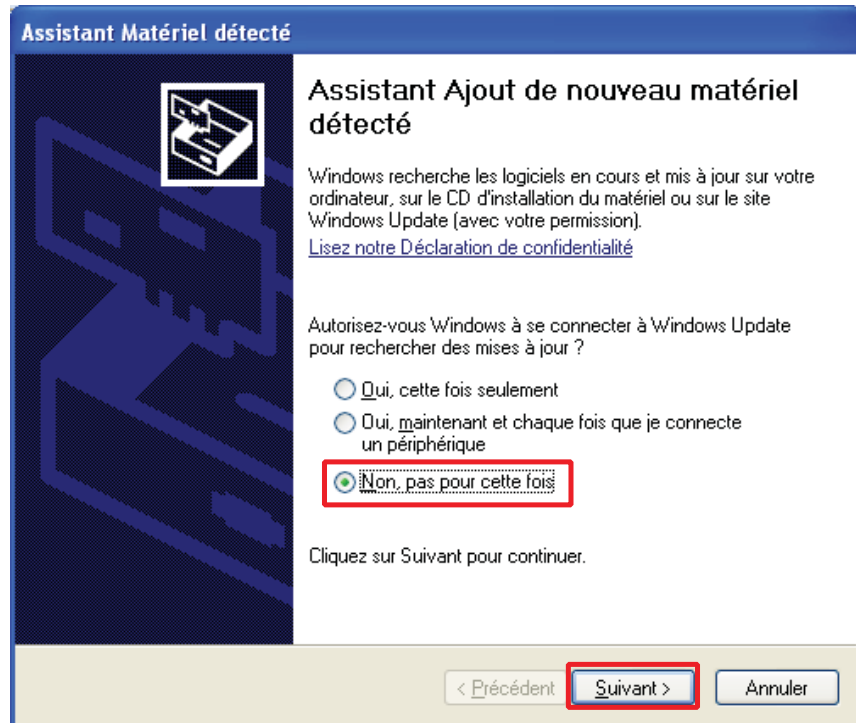 Assistant Matériel détecté
Assistant Ajout de nouveau matériel
détecté
Windows recherche les logiciels en cours et mis à jour sur votre
ordinateur, sur le CD d'installation du matériel ou sur le site
Windows Update (avec votre permission).
Lisez notre Déclaration de confidentialité
Autorisez-vous Windows à se connecter à Windows Update
pour rechercher des mises à jour ?
Oui, cette fois seulement
Oui, maintenant et chaque fois que je connecte
un périphérique
Non, pas pour cette fois
Cliquez sur Suivant pour continuer.
< Précédent Suivant > Annuler